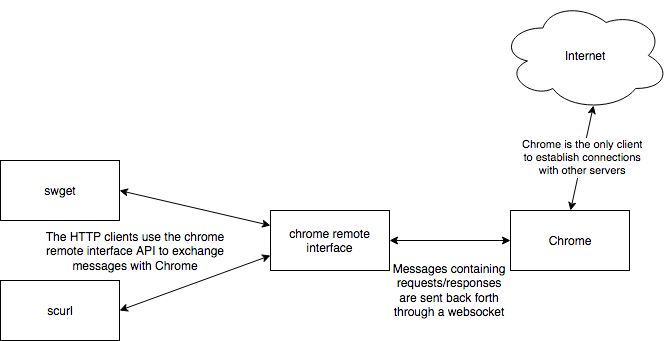 Internet
Chrome is the only client
to establish connections
with other servers
swget
The HTTP clients use the chrome
remote interface API to exchange
messages with Chrome
chrome remote
interface
Chrome
Messages containing
requests/responses
are sent back forth
through a websocket
scurl